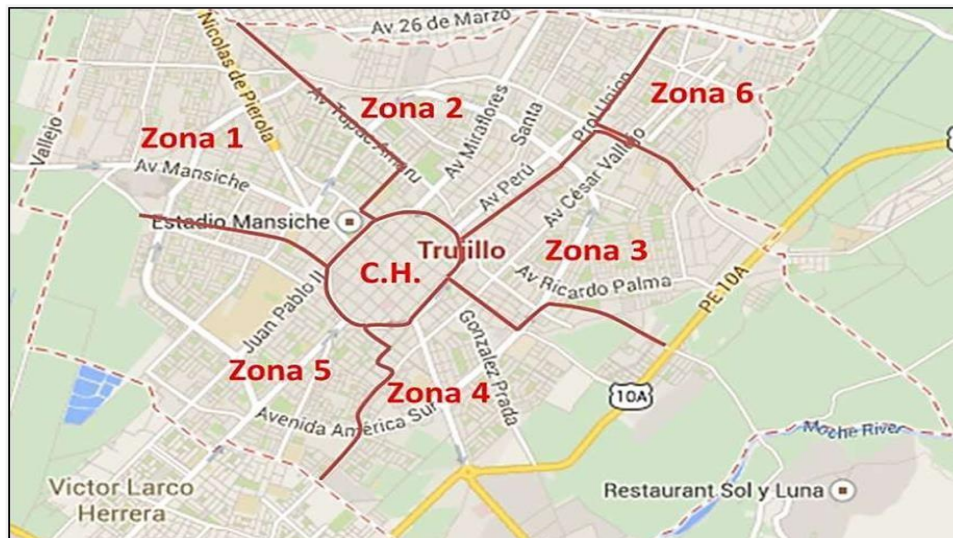 Av 26 de Marzo
Nicolas de Pierola
Vallejo
Zona 1
Av Tupac Amaru
Zona 2
Av Miraflores
Santa
Prol Union
Zona 6
Av Mansiche
Av Perú
Av César Vallejo
Estadio Mansiche
Trujillo
C.H.
Zona 3
Av Ricardo Palma
PE 10A
Juan Pablo II
Gonzalez Prada
Zona 5
Zona 4
10A
Avenida América Sur
Moche River
Victor Larco
Herrera
Restaurant Sol y Luna